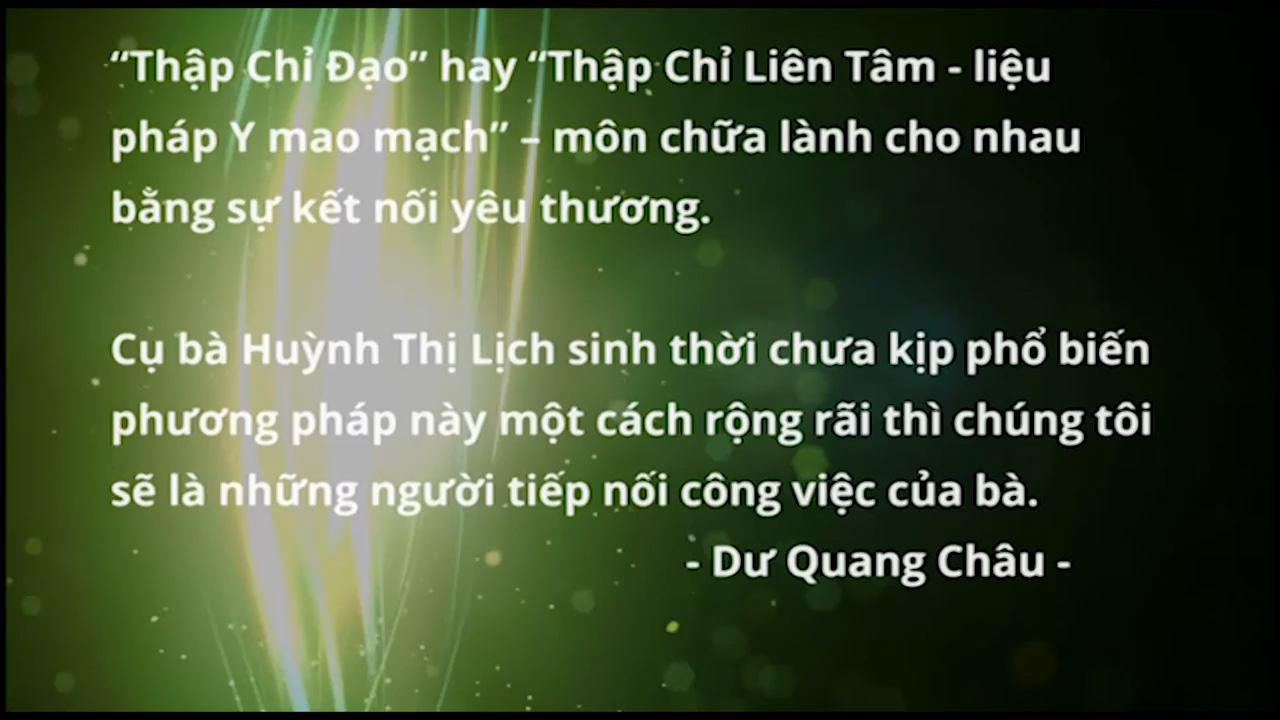 “Thập Chỉ Đạo” hay “Thập Chỉ Liên Tâm - liệu
pháp Y mao mạch” – môn chữa lành cho nhau
bằng sự kết nối yêu thương.
Cụ bà Huỳnh Thị Lịch sinh thời chưa kịp phổ biến
phương pháp này một cách rộng rãi thì chúng tôi
sẽ là những người tiếp nối công việc của bà.
- Dư Quang Châu -